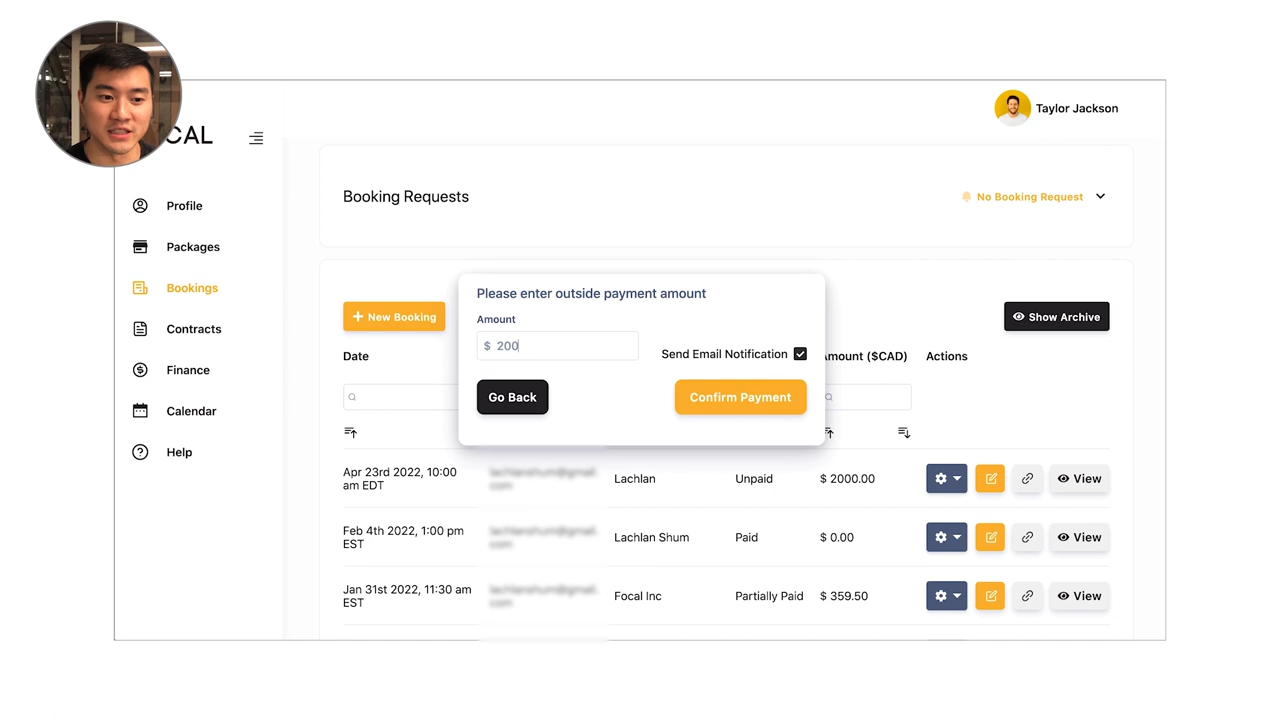 CAL
Taylor Jackson
Profile
Packages
Bookings
Contracts
Finance
Calendar
Help
Booking Requests
No Booking Request
Please enter outside payment amount
Amount
$ 200
Send Email Notification
Go Back
Confirm Payment
+ New Booking
Show Archive
Date
Amount ($CAD)
Actions
Apr 23rd 2022, 10:00
am EDT
Lachlan
Unpaid
$ 2000.00
View
Feb 4th 2022, 1:00 pm
EST
Lachlan Shum
Paid
$ 0.00
View
Jan 31st 2022, 11:30 am
EST
Focal Inc
Partially Paid
$ 359.50
View